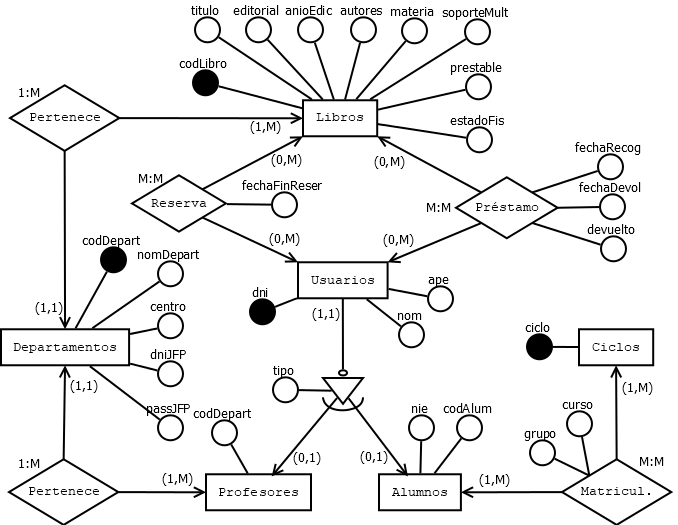 titulo editorial anioEdic autores materia soporteMult
codLibro prestable
1:M
Pertenece Libros
(1,M) estadoFis
(0,M) (0,M) fechaRecog
M:M fechaFinReser fechaDevol
Reserva M:M Préstamo
devuelto
(0,M) (0,M)
codDepart nomDepart
Usuarios ape
dni
(1,1) centro (1,1) nom
ciclo
Departamentos dniJFP Ciclos
tipo
(1,1) (1,M)
passJFP codDepart nie codAlum curso
grupo
1:M (0,1) (0,1) M:M
(1,M) (1,M)
Pertenece Profesores Alumnos Matricul.